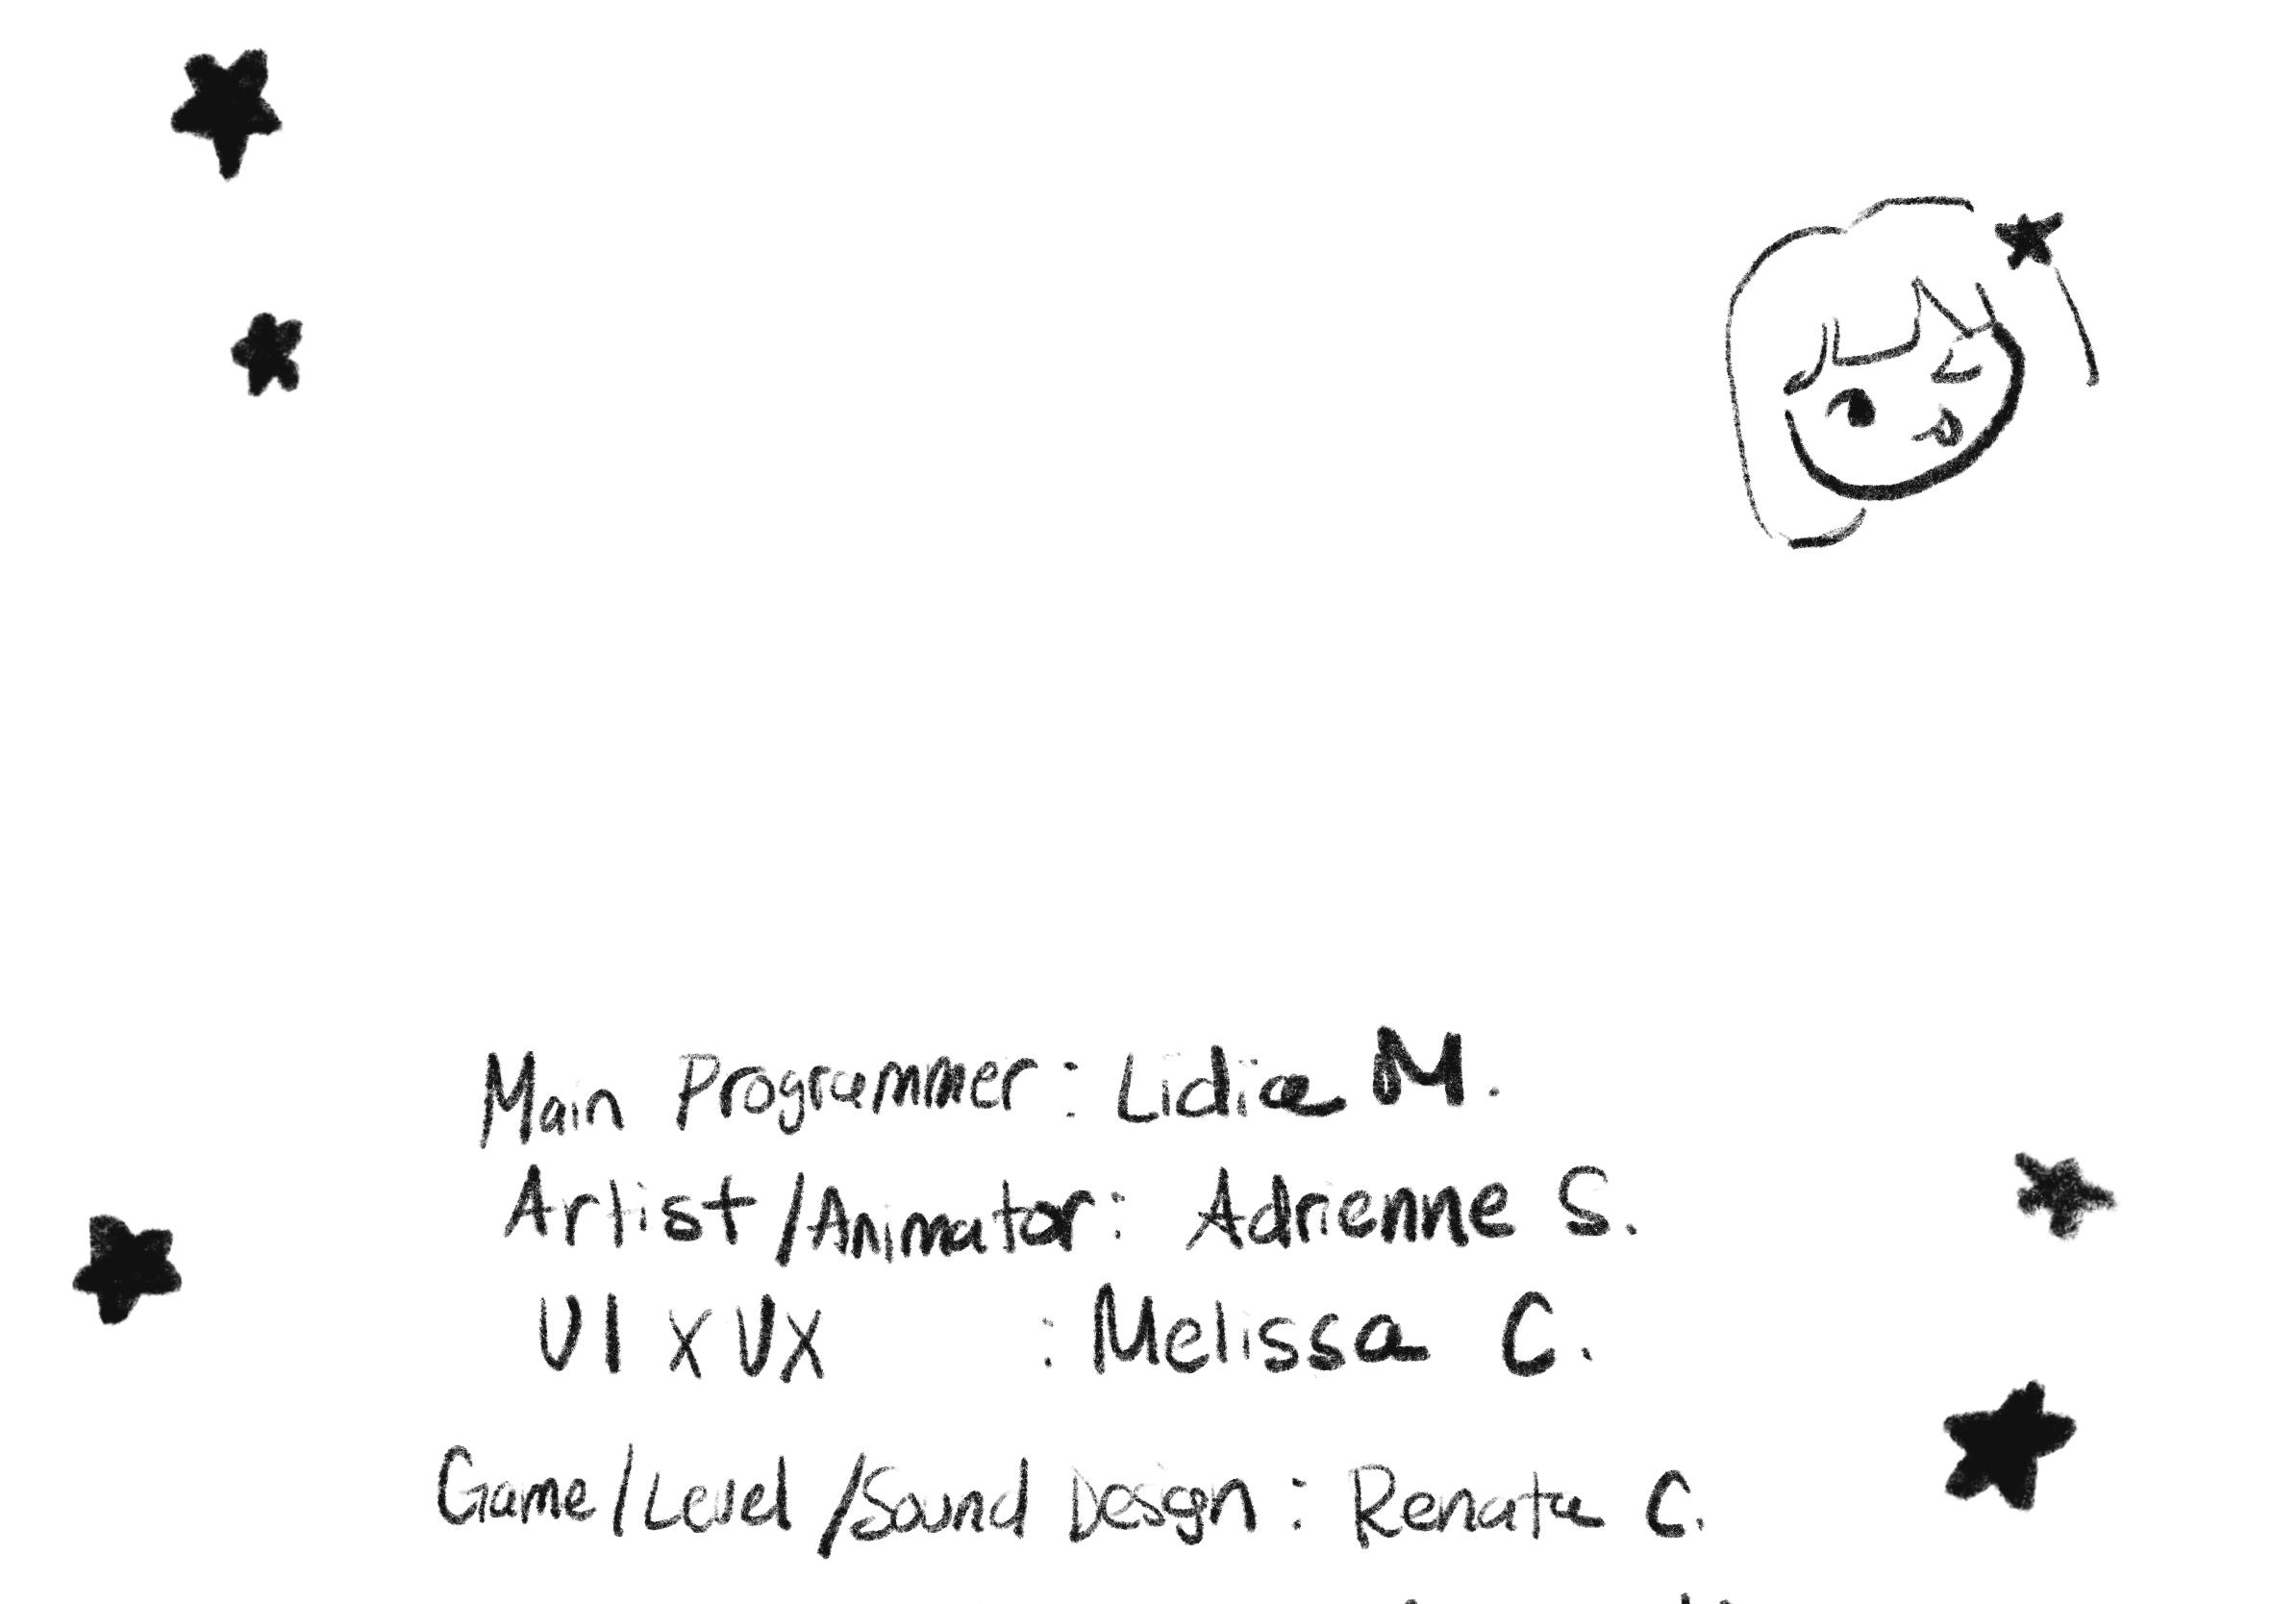 Main Programmer: Lidia M.
Artist/Animator: Adrienne S.
UI x UX : Melissa C.
Game/Level/Sound Design: Renata C.